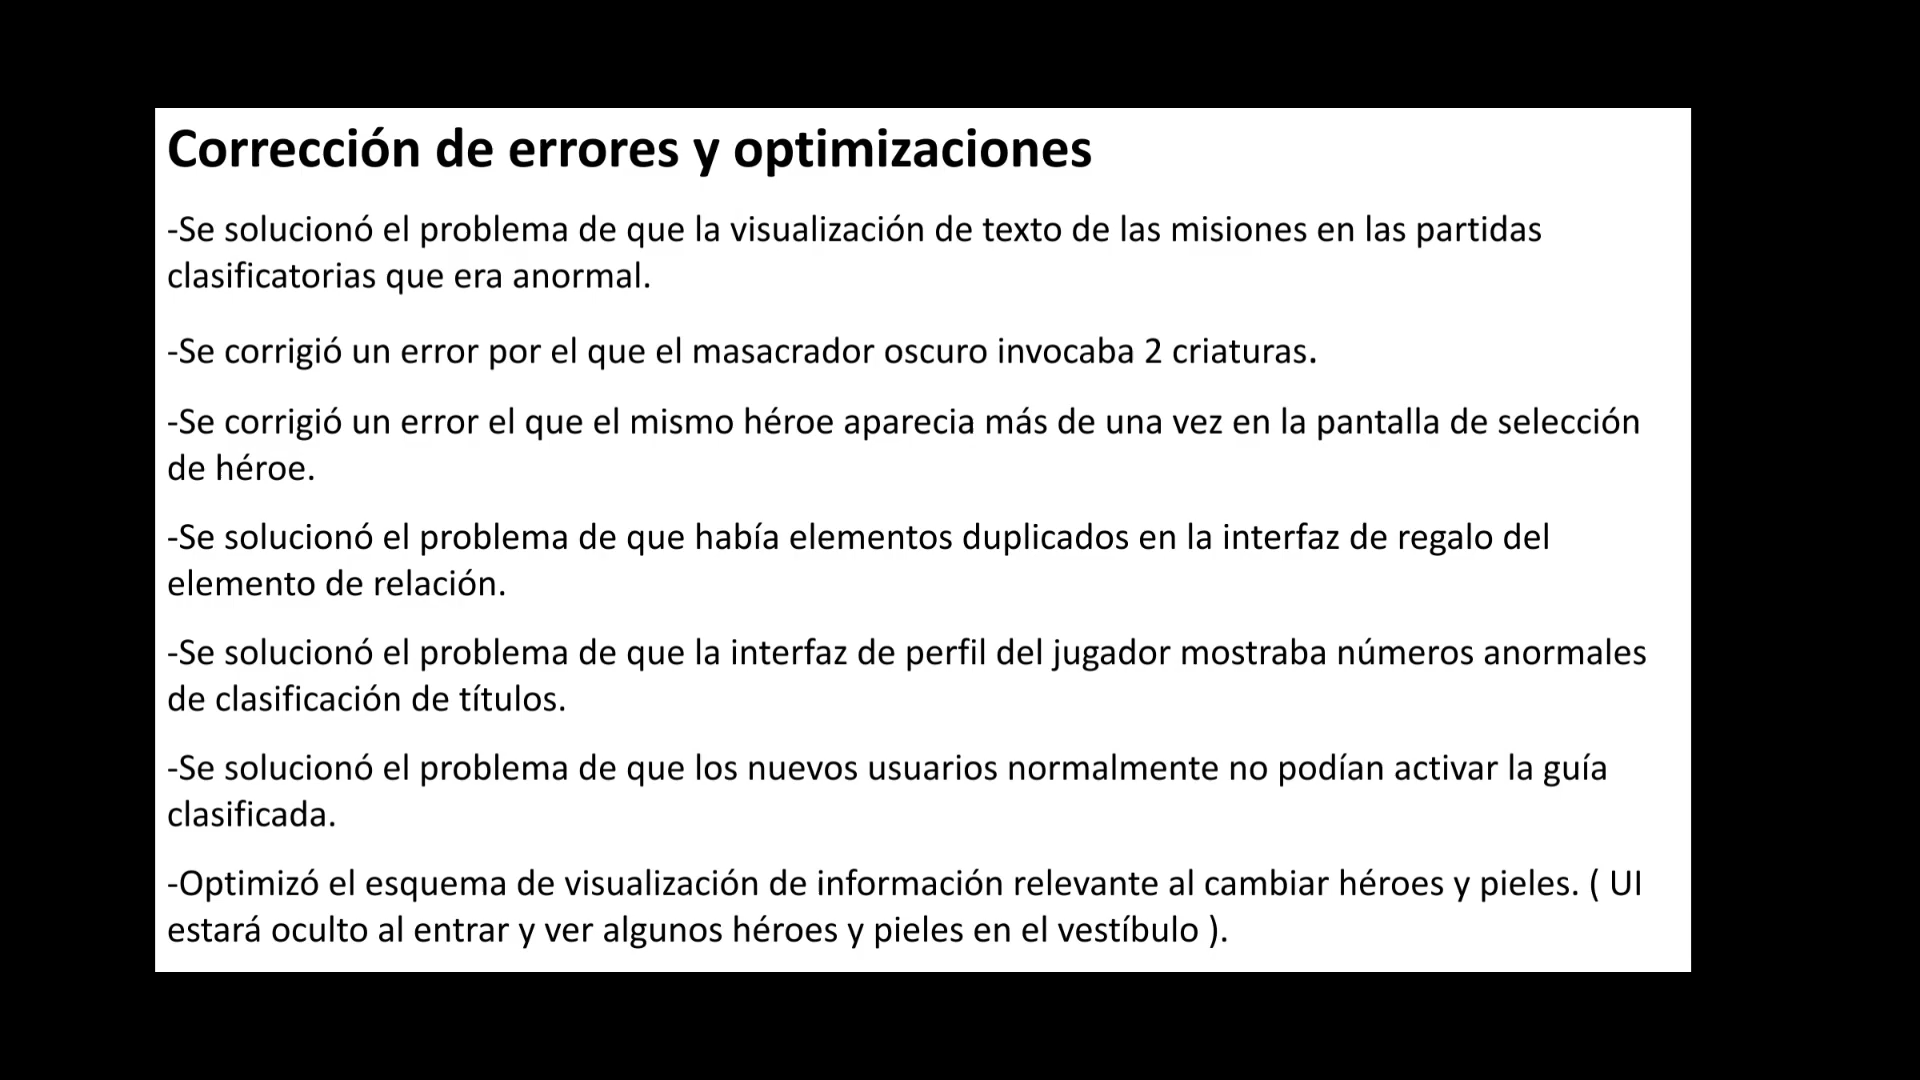 Corrección de errores y optimizaciones
-Se solucionó el problema de que la visualización de texto de las misiones en las partidas
clasificatorias que era anormal.
-Se corrigió un error por el que el masacrador oscuro invocaba 2 criaturas.
-Se corrigió un error el que el mismo héroe aparecia más de una vez en la pantalla de selección
de héroe.
-Se solucionó el problema de que había elementos duplicados en la interfaz de regalo del
elemento de relación.
-Se solucionó el problema de que la interfaz de perfil del jugador mostraba números anormales
de clasificación de títulos.
-Se solucionó el problema de que los nuevos usuarios normalmente no podían activar la guía
clasificada.
-Optimizó el esquema de visualización de información relevante al cambiar héroes y pieles. ( UI
estará oculto al entrar y ver algunos héroes y pieles en el vestíbulo ).